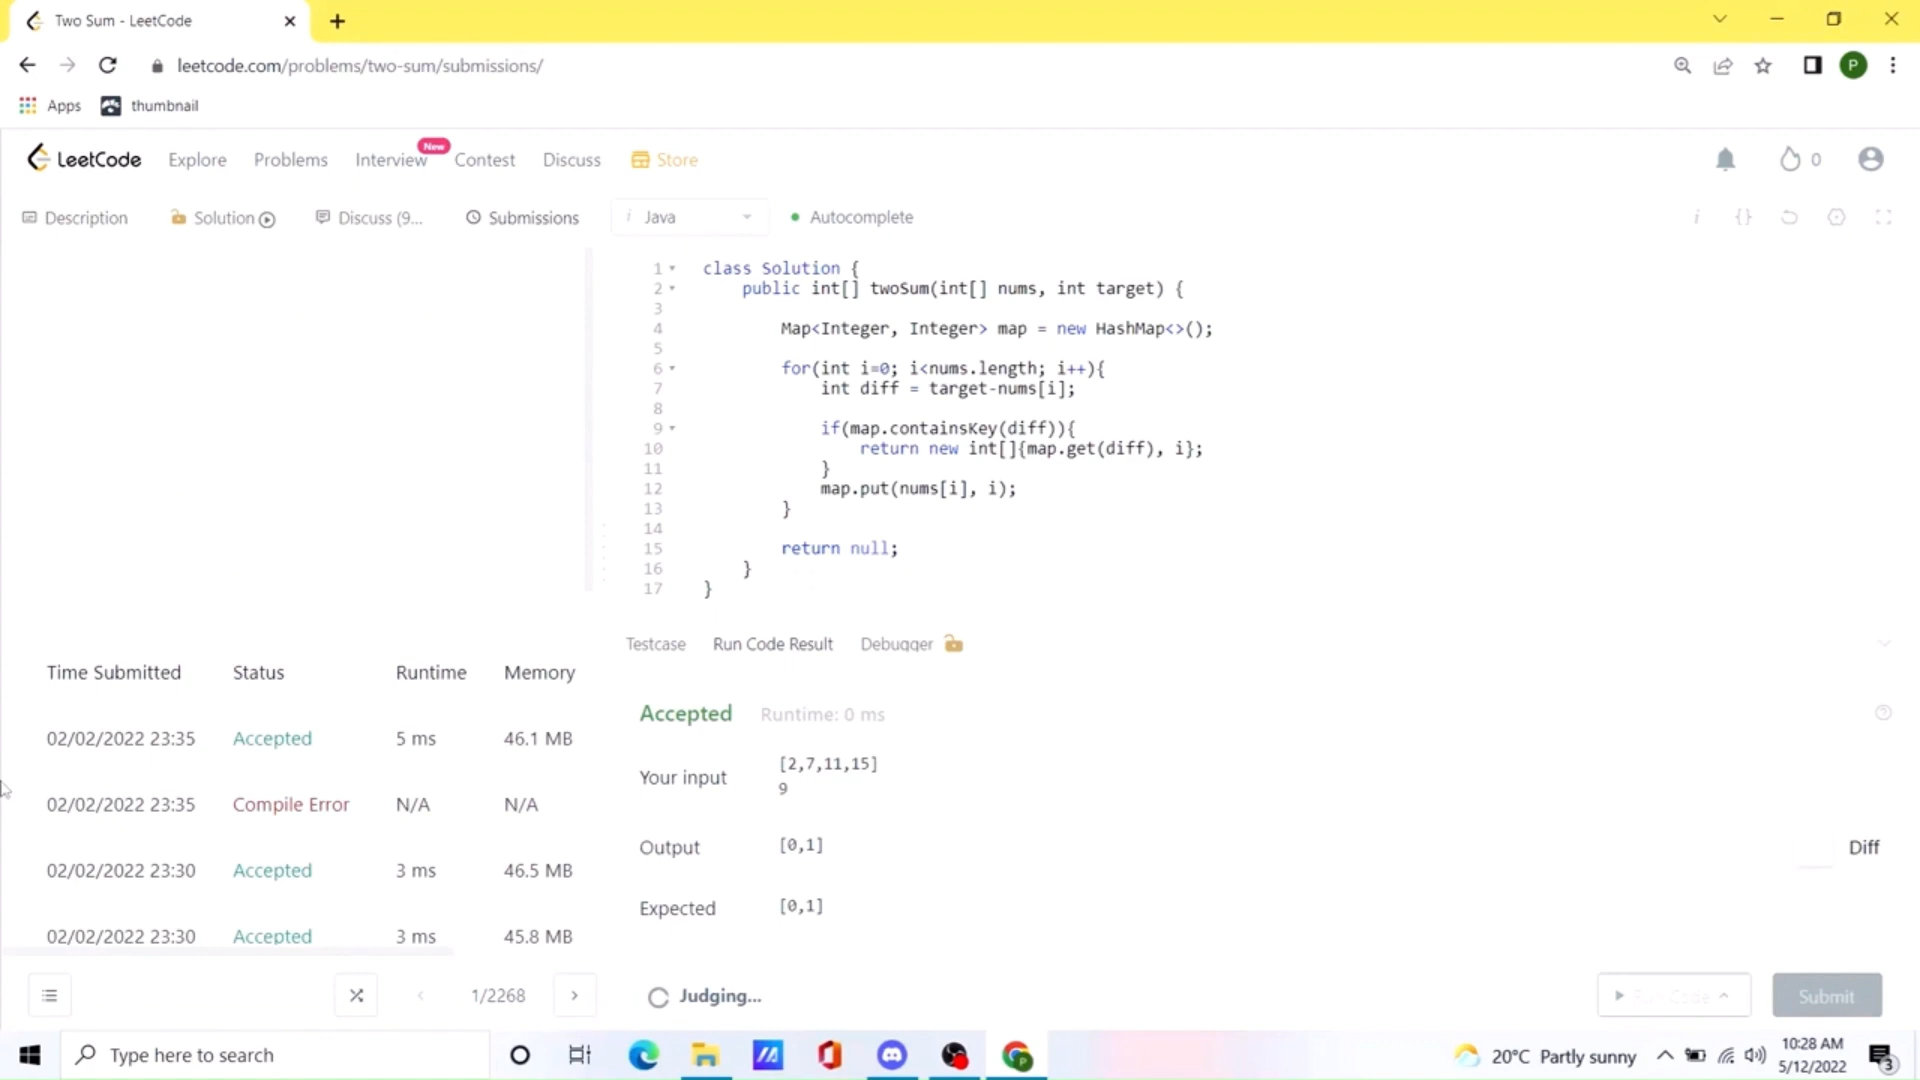 Two Sum - LeetCode
leetcode.com/problems/two-sum/submissions/
P
Apps
thumbnail
LeetCode
Explore
Problems
Interview
New
Contest
Discuss
Store
0
Description
Solution
Discuss (9...
Submissions
i Java
Autocomplete
i {}
1 class Solution {
2 public int[] twoSum(int[] nums, int target) {
3
4 Map<Integer, Integer> map = new HashMap<>();
5
6 for(int i=0; i<nums.length; i++){
7 int diff = target-nums[i];
8
9 if(map.containsKey(diff)){
10 return new int[]{map.get(diff), i};
11 }
12 map.put(nums[i], i);
13 }
14
15 return null;
16 }
17 }
Time Submitted Status Runtime Memory
02/02/2022 23:35 Accepted 5 ms 46.1 MB
02/02/2022 23:35 Compile Error N/A N/A
02/02/2022 23:30 Accepted 3 ms 46.5 MB
02/02/2022 23:30 Accepted 3 ms 45.8 MB
Testcase Run Code Result Debugger
Accepted Runtime: 0 ms
Your input
[2,7,11,15]
9
Output [0,1]
Diff
Expected [0,1]
1/2268
Judging...
Run Code
Submit
Type here to search
P
20°C Partly sunny
10:28 AM
5/12/2022
3